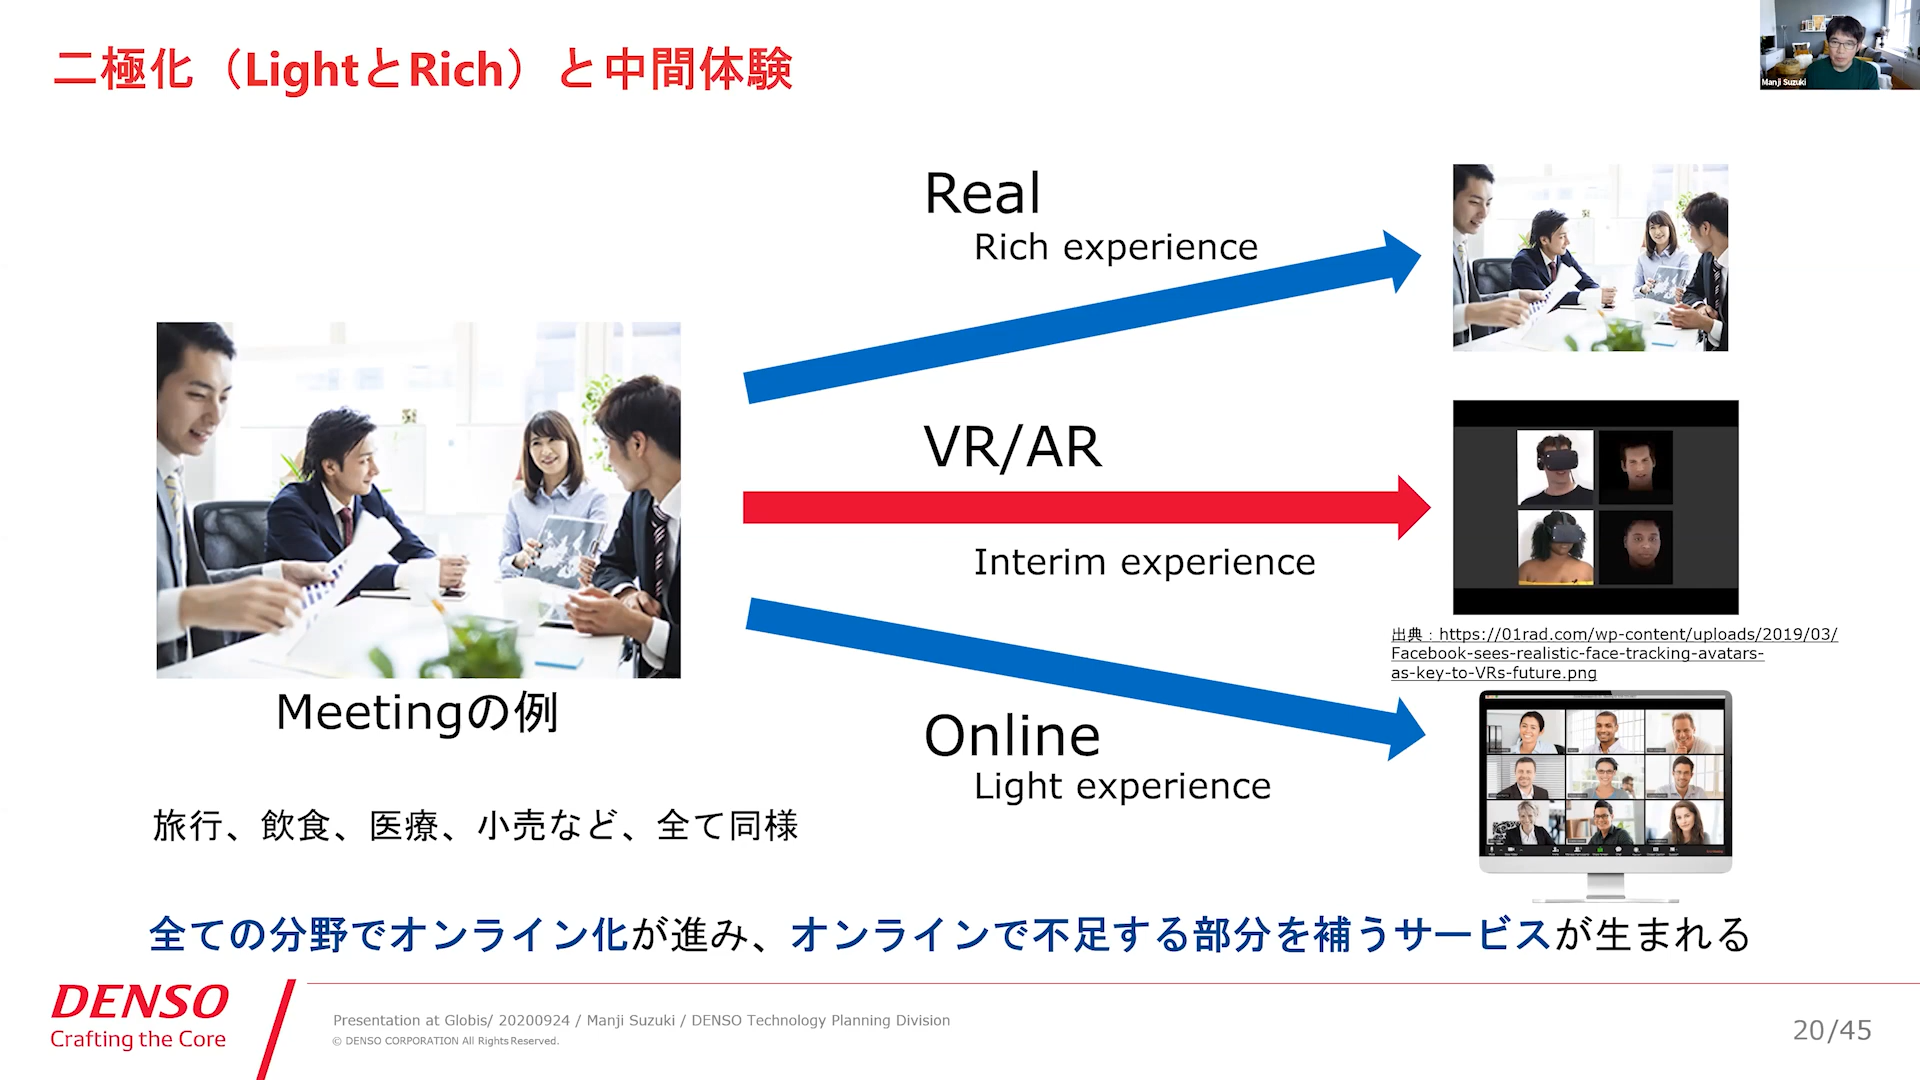 二極化（LightとRich）と中間体験
Manji Suzuki
Real
Rich experience
VR/AR
Interim experience
出典：https://01rad.com/wp-content/uploads/2019/03/
Facebook-sees-realistic-face-tracking-avatars-
as-key-to-VRs-future.png
Meetingの例
Online
Light experience
旅行、飲食、医療、小売など、全て同様
全ての分野でオンライン化が進み、オンラインで不足する部分を補うサービスが生まれる
DENSO
Crafting the Core
Presentation at Globis/ 20200924 / Manji Suzuki / DENSO Technology Planning Division
© DENSO CORPORATION All Rights Reserved.
20/45